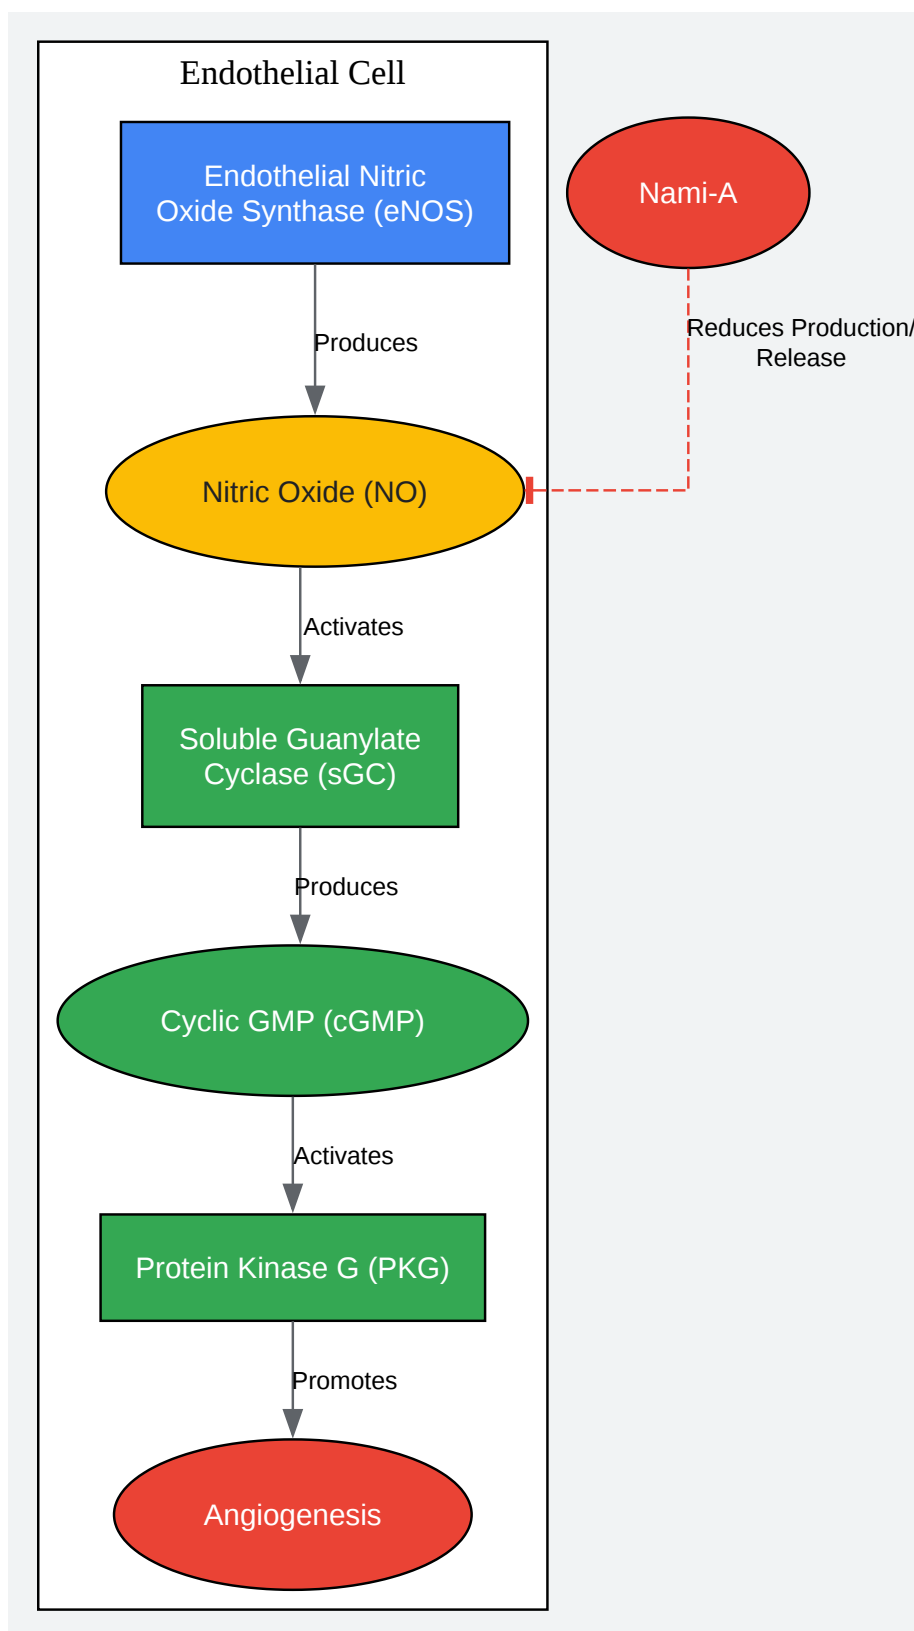 Endothelial Cell
Endothelial Nitric
Oxide Synthase (eNOS)
Nami-A
Produces
Reduces Production/
Release
Nitric Oxide (NO)
Activates
Soluble Guanylate
Cyclase (sGC)
Produces
Cyclic GMP (cGMP)
Activates
Protein Kinase G (PKG)
Promotes
Angiogenesis